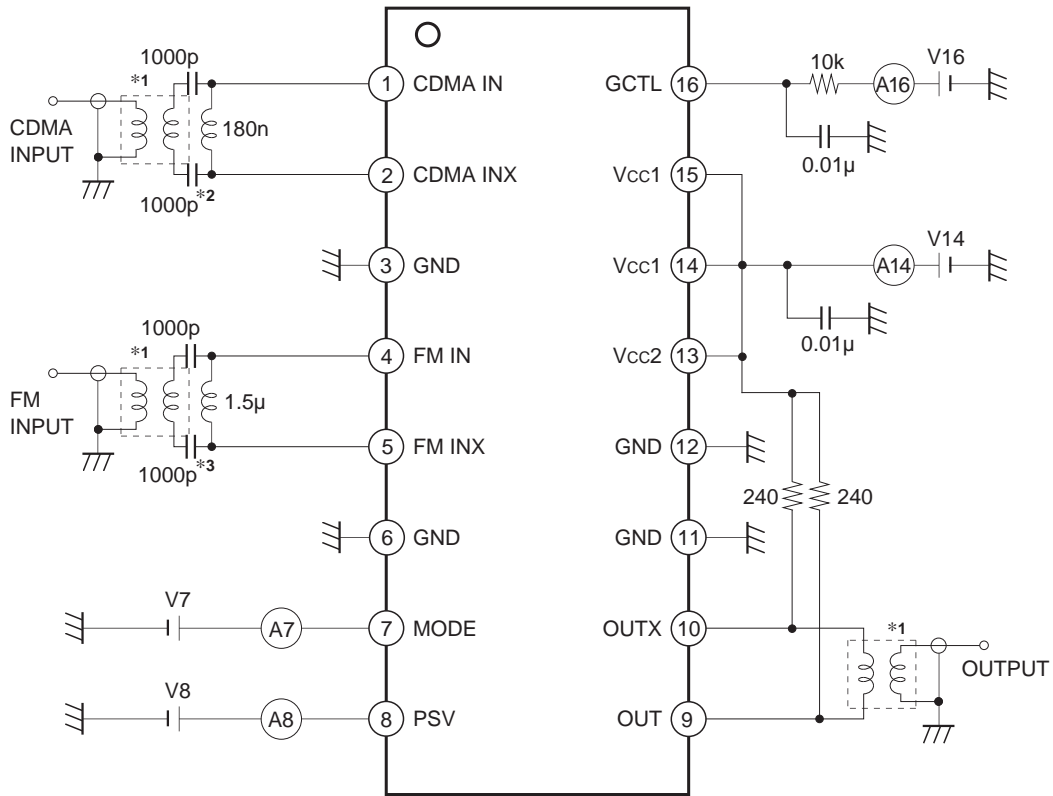 1000p
*1
CDMA
INPUT
180n
1000p*2
1 CDMA IN
2 CDMA INX
3 GND
1000p
*1
FM
INPUT
1.5μ
1000p*3
4 FM IN
5 FM INX
6 GND
V7
A7
7 MODE
V8
A8
8 PSV
GCTL 16
10k
A16
V16
0.01μ
Vcc1 15
Vcc1 14
A14
V14
0.01μ
Vcc2 13
GND 12
240
240
GND 11
OUTX 10
*1
OUTPUT
OUT 9